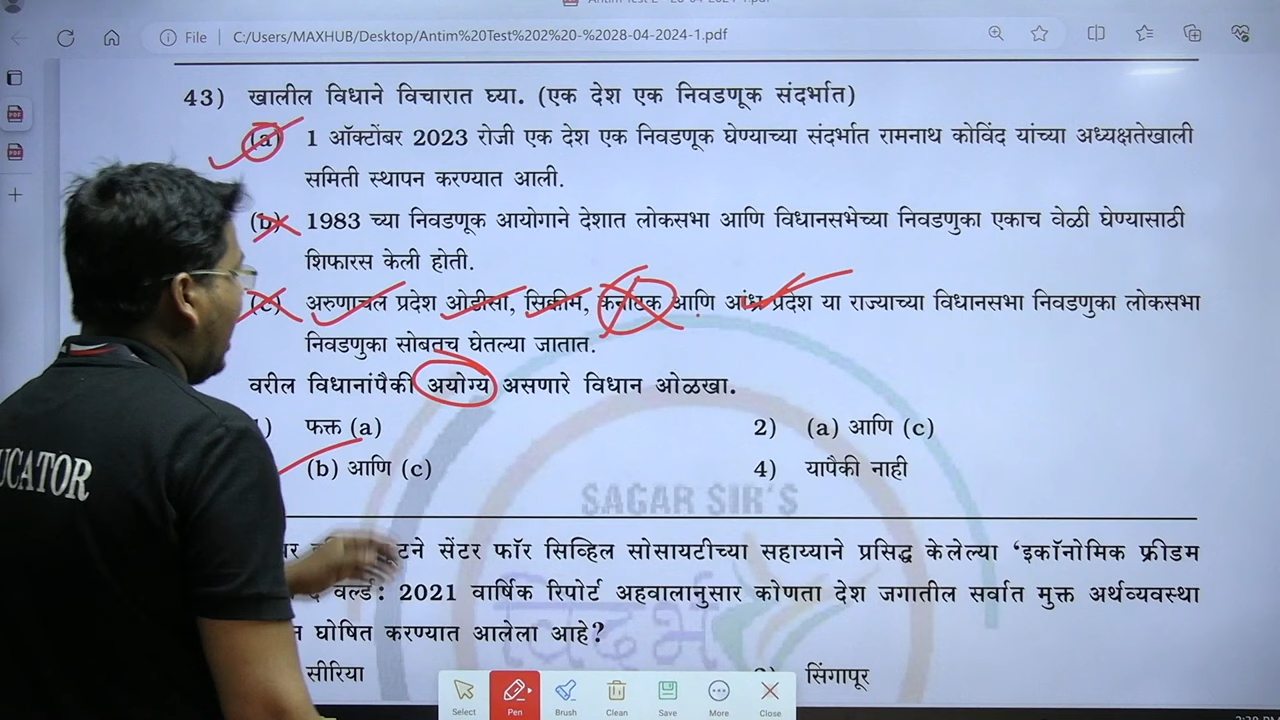 File C:/Users/MAXHUB/Desktop/Antim%20Test%202%20-%2028-04-2024-1.pdf
43) खालील विधाने विचारात घ्या. (एक देश एक निवडणूक संदर्भात)
(a) 1 ऑक्टोंबर 2023 रोजी एक देश एक निवडणूक घेण्याच्या संदर्भात रामनाथ कोविंद यांच्या अध्यक्षतेखाली
समिती स्थापन करण्यात आली.
(b) 1983 च्या निवडणूक आयोगाने देशात लोकसभा आणि विधानसभेच्या निवडणुका एकाच वेळी घेण्यासाठी
शिफारस केली होती.
(c) अरुणाचल प्रदेश ओडीसा, सिक्कीम, कर्नाटक आणि आंध्र प्रदेश या राज्याच्या विधानसभा निवडणुका लोकसभा
निवडणुका सोबतच घेतल्या जातात.
वरील विधानांपैकी अयोग्य असणारे विधान ओळखा.
) फक्त (a) 2) (a) आणि (c)
(b) आणि (c) 4) यापैकी नाही
SAGAR SIR'S
UCATOR
सेंटर फॉर सिव्हिल सोसायटीच्या सहाय्याने प्रसिद्ध केलेल्या 'इकॉनोमिक फ्रीडम
वर्ल्ड: 2021 वार्षिक रिपोर्ट अहवालानुसार कोणता देश जगातील सर्वात मुक्त अर्थव्यवस्था
घोषित करण्यात आलेला आहे?
विदर्भ
सीरिया सिंगापूर
Select Pen Brush Clean Save More Close